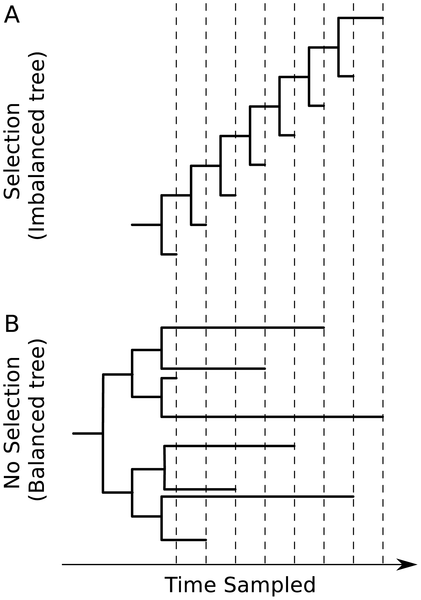 A
Selection
(Imbalanced tree)
B
No Selection
(Balanced tree)
Time Sampled